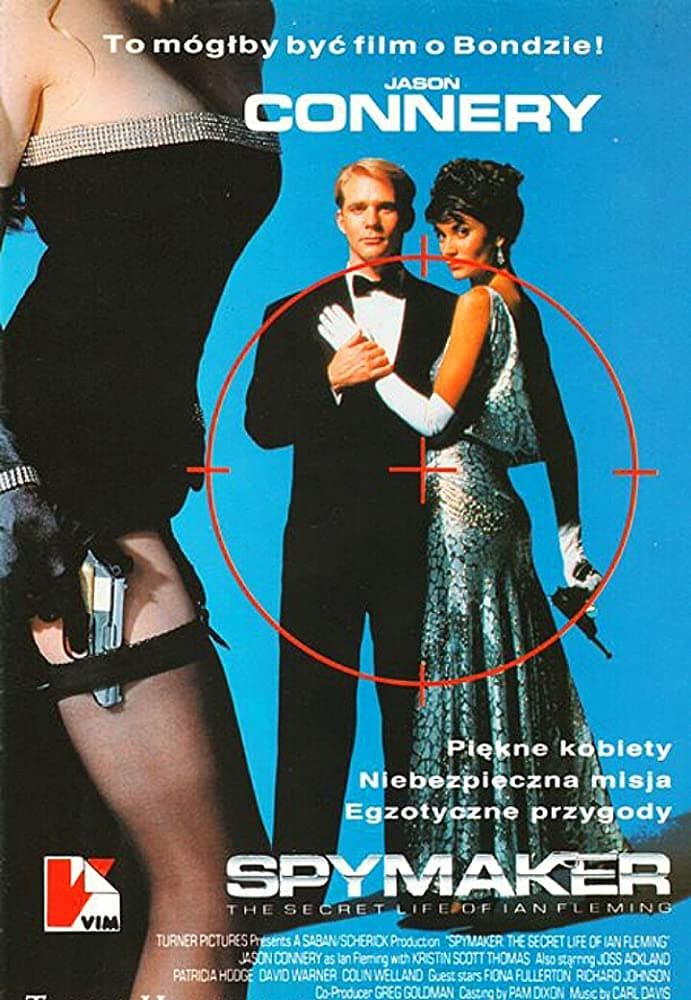 To mógłby być film o Bondzie!
JASON
CONNERY
Piękne kobiety
Niebezpieczna misja
Egzotyczne przygody
SPYMAKER
THE SECRET LIFE OF IAN FLEMING
VIM
TURNER PICTURES Presents A SABAN/SCHERICK Production "SPYMAKER: THE SECRET LIFE OF IAN FLEMING"
JASON CONNERY as Ian Fleming with KRISTIN SCOTT THOMAS Also starring JOSS ACKLAND
PATRICIA HODGE DAVID WARNER COLIN WELLAND Guest stars FIONA FULLERTON RICHARD JOHNSON
Co-Producer GREG GOLDMAN Casting by PAM DIXON Music by CARL DAVIS